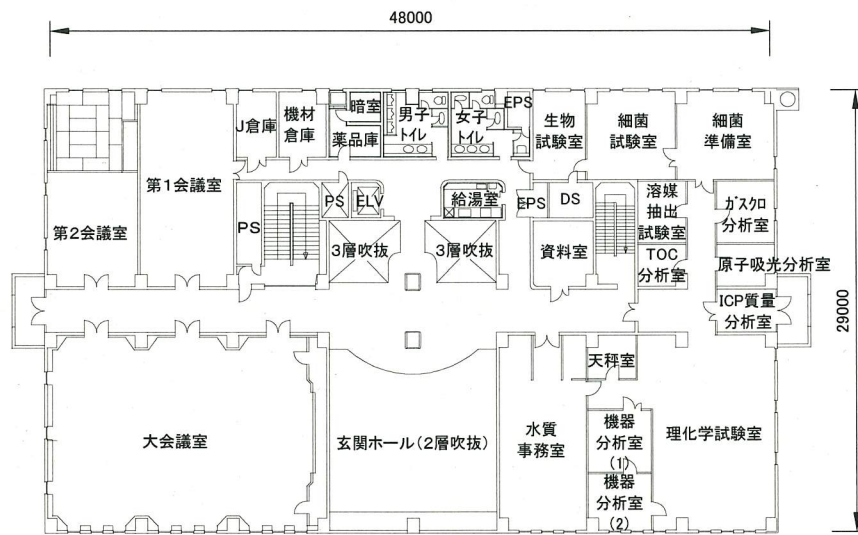 48000
29000
J倉庫
機材
倉庫
暗室
薬品庫
男子
トイレ
女子
トイレ
EPS
生物
試験室
細菌
試験室
細菌
準備室
第1会議室
第2会議室
PS
PS
ELV
給湯室
EPS
DS
溶媒
抽出
試験室
ガスクロ
分析室
3層吹抜
3層吹抜
資料室
TOC
分析室
原子吸光分析室
ICP質量
分析室
大会議室
玄関ホール(2層吹抜)
水質
事務室
天秤室
機器
分析室
(1)
機器
分析室
(2)
理化学試験室